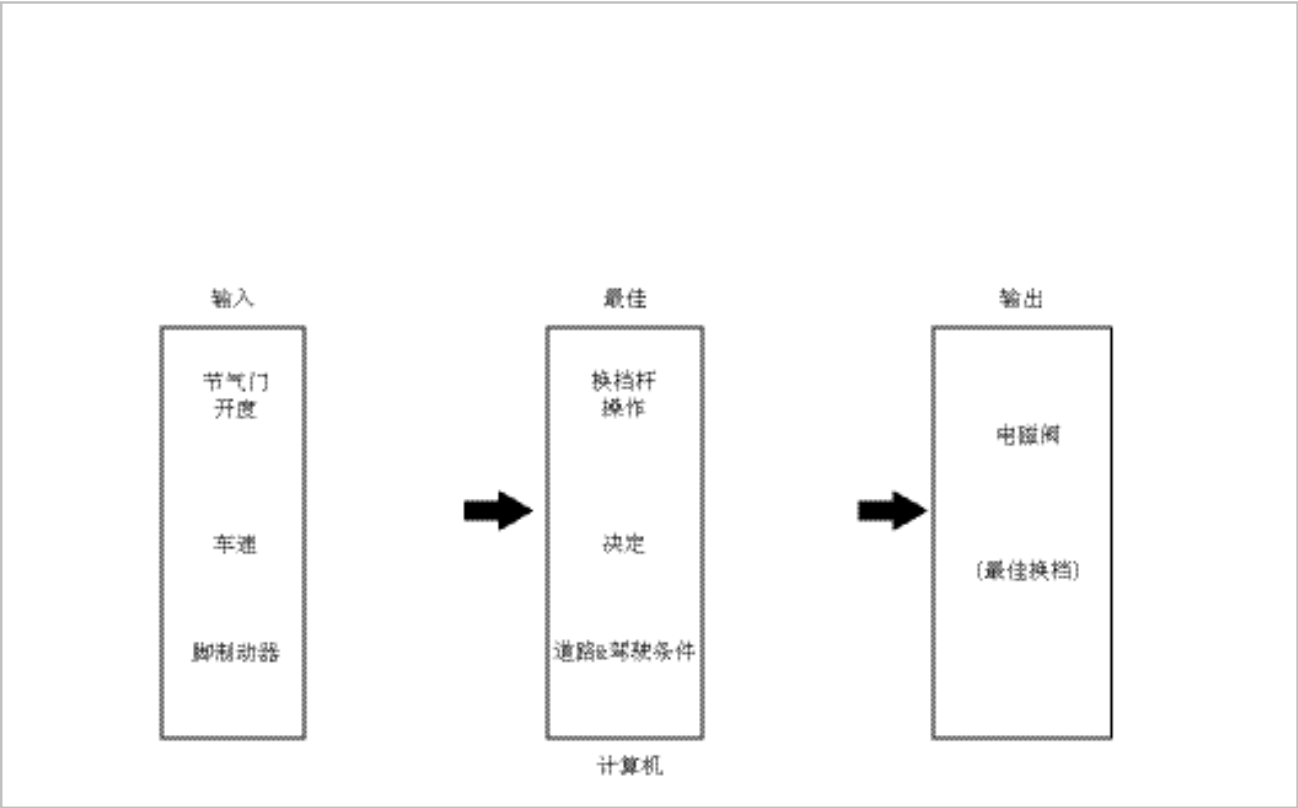 输入
节气门
开度
车速
脚制动器
最佳
换挡杆
操作
决定
道路&驾驶条件
计算机
输出
电磁阀
(最佳换档)